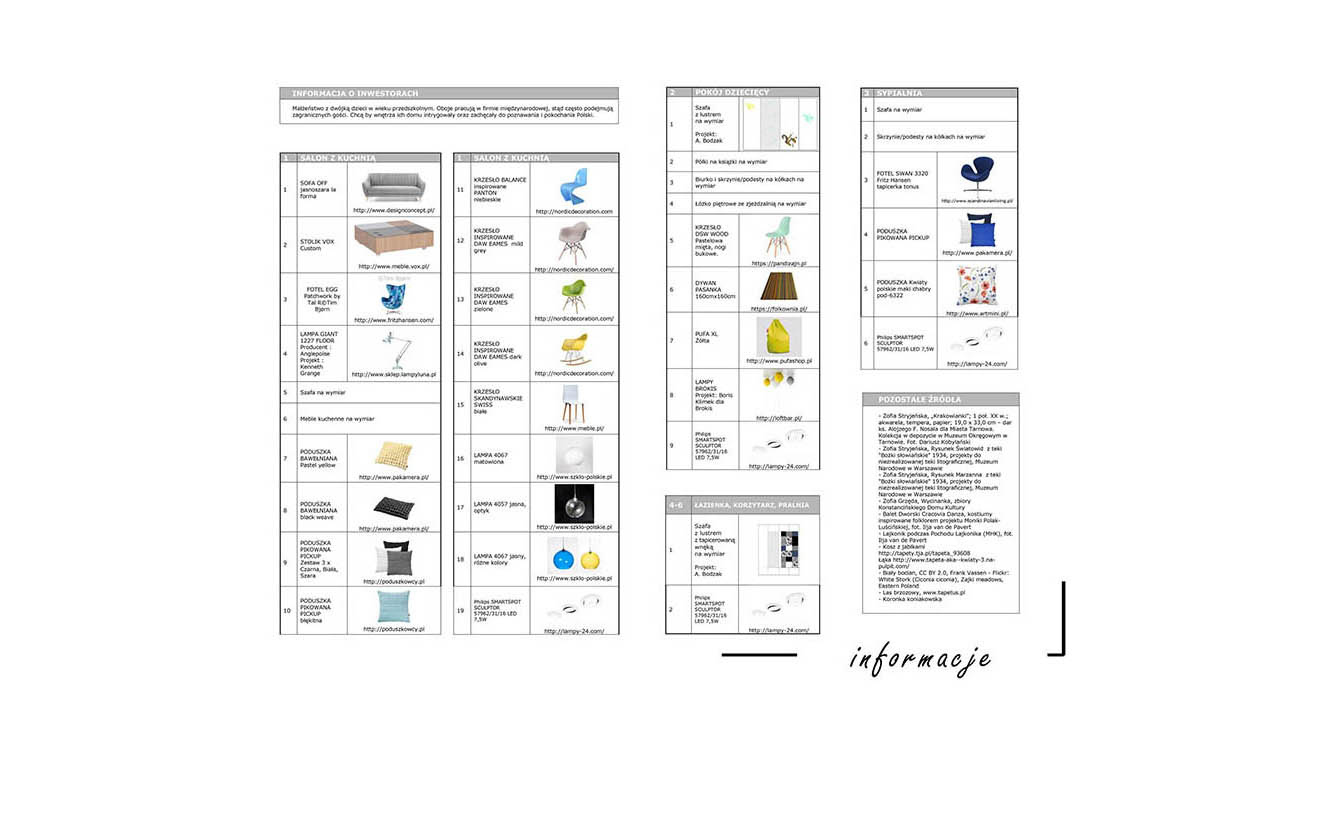 INFORMACJA O INWESTORACH
Małżeństwo z dwójką dzieci w wieku przedszkolnym. Oboje pracują w firmie międzynarodowej, stąd często podejmują
zagranicznych gości. Chcą by wnętrza ich domu intrygowały oraz zachęcały do poznawania i pokochania Polski.
1 SALON Z KUCHNIĄ
1
SOFA OFF
jasnoszara la
forma
http://www.designconcept.pl/
2
STOLIK VOX
Custom
http://www.meble.vox.pl/
3
FOTEL EGG
Patchwork by
Tal R©Tim
Bjørn
http://www.fritzhansen.com/
4
LAMPA GIANT
1227 FLOOR
Producent :
Anglepoise
Projekt :
Kenneth
Grange
http://www.sklep.lampyluna.pl/
5 Szafa na wymiar
6 Meble kuchenne na wymiar
7
PODUSZKA
BAWEŁNIANA
Pastel yellow
http://www.pakamera.pl/
8
PODUSZKA
BAWEŁNIANA
black weave
http://www.pakamera.pl/
9
PODUSZKA
PIKOWANA
PICKUP
Zestaw 3 x
Czarna, Biała,
Szara
http://poduszkowcy.pl/
10
PODUSZKA
PIKOWANA
PICKUP
błękitna
http://poduszkowcy.pl/
1 SALON Z KUCHNIĄ
11
KRZESŁO BALANCE
inspirowane
PANTON
niebieskie
http://nordicdecoration.com
12
KRZESŁO
INSPIROWANE
DAW EAMES mild
grey
http://nordicdecoration.com/
13
KRZESŁO
INSPIROWANE
DAW EAMES
zielone
http://nordicdecoration.com/
14
KRZESŁO
INSPIROWANE
DAW EAMES dark
olive
http://nordicdecoration.com/
15
KRZESŁO
SKANDYNAWSKIE
SWISS
białe
http://www.meble.pl/
16
LAMPA 4067
matowiona
http://www.szklo-polskie.pl
17
LAMPA 4057 jasna,
optyk
http://www.szklo-polskie.pl
18
LAMPA 4067 jasny,
różne kolory
http://www.szklo-polskie.pl
19
Philips SMARTSPOT
SCULPTOR
57962/31/16 LED
7,5W
http://lampy-24.com/
2 POKÓJ DZIECIĘCY
1
Szafa
z lustrem
na wymiar
Projekt:
A. Bodzak
2 Półki na książki na wymiar
3
Biurko i skrzynie/podesty na kółkach na
wymiar
4 Łóżko piętrowe ze zjeżdżalnią na wymiar
5
KRZESŁO
DSW WOOD
Pastelowa
mięta, nogi
bukowe.
https://pandizajn.pl
6
DYWAN
PASANKA
160cmx160cm
https://folkownia.pl/
7
PUFA XL
Żółta
http://www.pufashop.pl
8
LAMPY
BROKIS
Projekt: Boris
Klimek dla
Brokis
http://loftbar.pl/
9
Philips
SMARTSPOT
SCULPTOR
57962/31/16
LED 7,5W
http://lampy-24.com/
4-6 ŁAZIENKA, KORZYTARZ, PRALNIA
1
Szafa
z lustrem
z tapicerowaną
wnęką
na wymiar
Projekt:
A. Bodzak
2
Philips
SMARTSPOT
SCULPTOR
57962/31/16
LED 7,5W
http://lampy-24.com/
3 SYPIALNIA
1 Szafa na wymiar
2 Skrzynie/podesty na kółkach na wymiar
3
FOTEL SWAN 3320
Fritz Hansen
tapicerka tonus
http://www.scandinavianliving.pl/
4
PODUSZKA
PIKOWANA PICKUP
http://www.pakamera.pl/
5
PODUSZKA Kwiaty
polskie maki chabry
pod-6322
http://www.artmini.pl/
6
Philips SMARTSPOT
SCULPTOR
57962/31/16 LED 7,5W
http://lampy-24.com/
POZOSTAŁE ŹRÓDŁA
- Zofia Stryjeńska, „Krakowianki"; 1 poł. XX w.;
akwarela, tempera, papier; 19,0 x 33,0 cm – dar
ks. Alojzego F. Nosala dla Miasta Tarnowa.
Kolekcja w depozycie w Muzeum Okręgowym w
Tarnowie. Fot. Dariusz Kobylański
- Zofia Stryjeńska, Rysunek Światowid z teki
"Bożki słowiańskie" 1934, projekty do
niezrealizowanej teki litograficznej, Muzeum
Narodowe w Warszawie
- Zofia Stryjeńska, Rysunek Marzanna z teki
"Bożki słowiańskie" 1934, projekty do
niezrealizowanej teki litograficznej, Muzeum
Narodowe w Warszawie
- Zofia Grzęda, Wycinanka, zbiory
Konstancińskiego Domu Kultury
- Balet Dworski Cracovia Danza, kostiumy
inspirowane folklorem projektu Moniki Polak-
Luścińskiej, fot. Ilja van de Pavert
- Lajkonik podczas Pochodu Lajkonika (MHK), fot.
Ilja van de Pavert
- Kosz z jabłkami
http://tapety.tja.pl/tapeta_93608
Łąka http://www.tapeta-aka--kwiaty-3.na-
pulpit.com/
- Biały bocian, CC BY 2.0, Frank Vassen - Flickr:
White Stork (Ciconia ciconia), Zajki meadows,
Eastern Poland
- Las brzozowy, www.tapetus.pl
- Koronka koniakowska
informacje